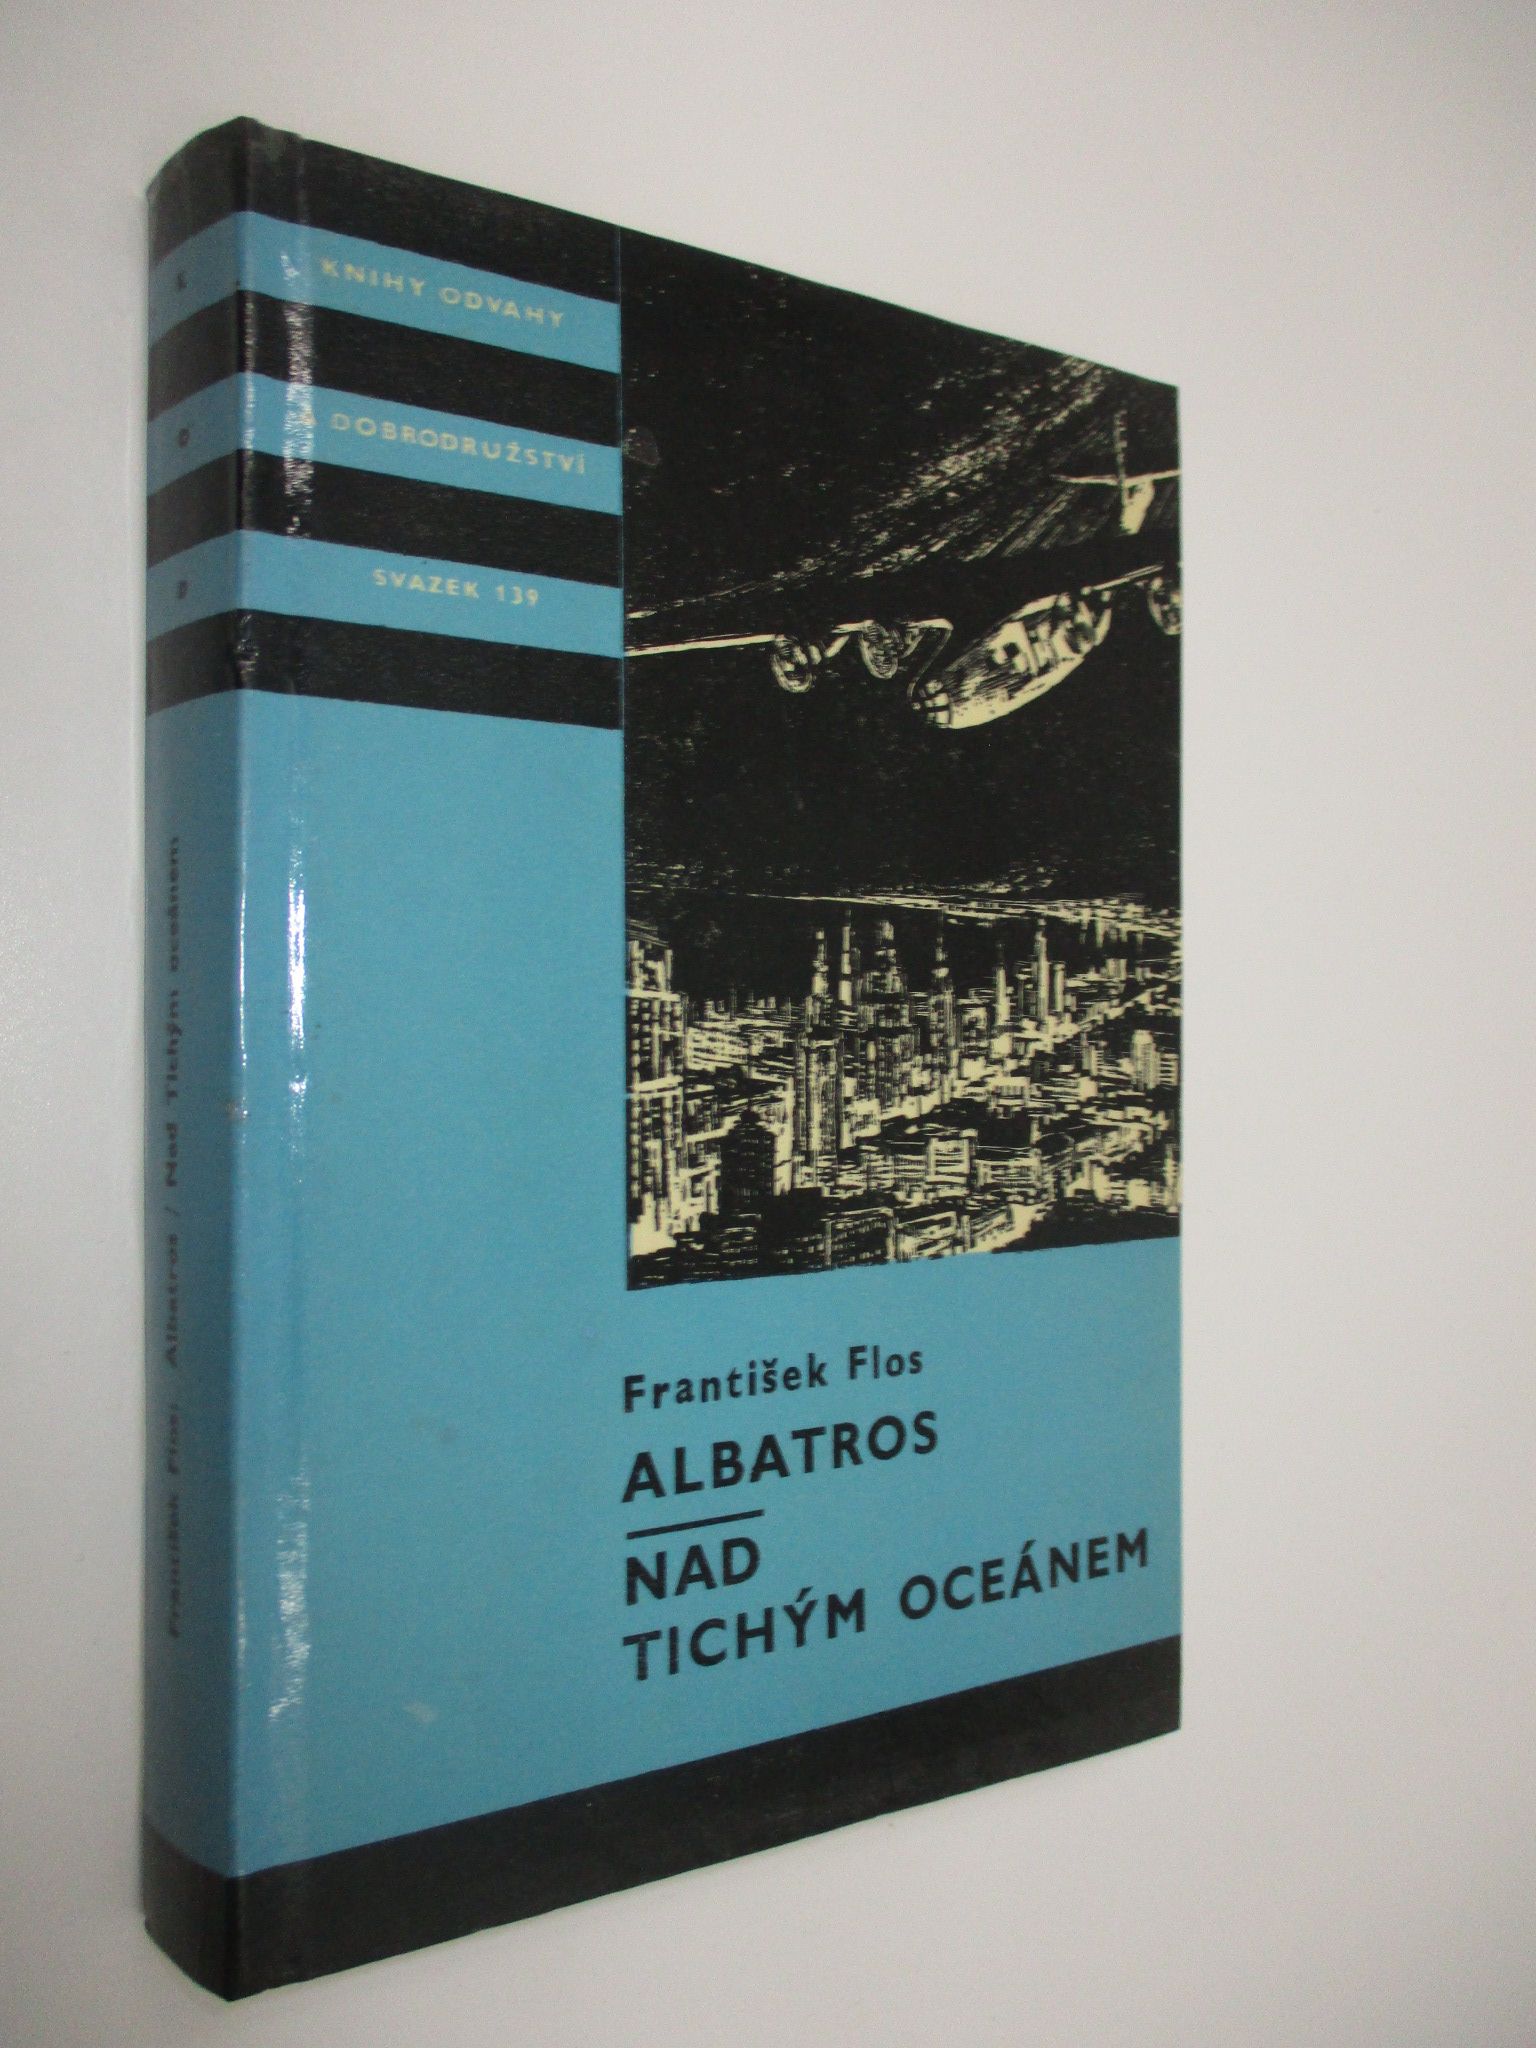 K
O
D
František Flos: Albatros / Nad Tichým oceánem
KNIHY ODVAHY
A DOBRODRUŽSTVÍ
SVAZEK 139
František Flos
ALBATROS
NAD
TICHÝM OCEÁNEM